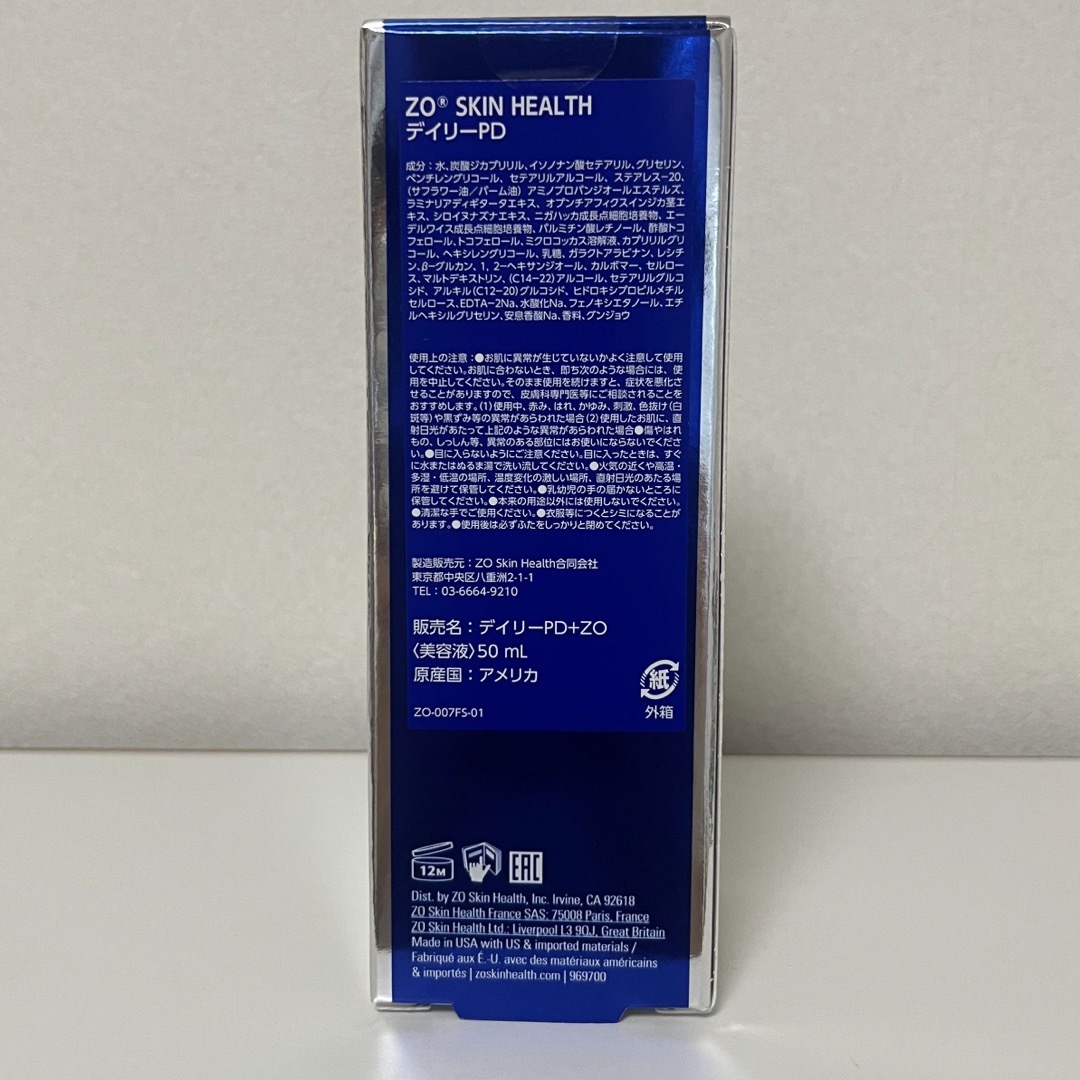 ZO® SKIN HEALTH
デイリーPD
成分：水、炭酸ジカプリリル、イソノナン酸セテアリル、グリセリン、
ペンチレングリコール、セテアリルアルコール、ステアレス-20、
(サフラワー油／パーム油) アミノプロパンジオールエステルズ、
ラミナリアディギタータエキス、オプンチアフィクスインジカ茎エ
キス、シロイヌナズナエキス、ニガハッカ成長点細胞培養物、エー
デルワイス成長点細胞培養物、パルミチン酸レチノール、酢酸トコ
フェロール、トコフェロール、ミクロコッカス溶解液、カプリリルグリ
コール、ヘキシレングリコール、乳糖、ガラクトアラビナン、レシチ
ン、β-グルカン、1, 2-ヘキサンジオール、カルボマー、セルロー
ス、マルトデキストリン、(C14-22)アルコール、セテアリルグルコ
シド、アルキル(C12-20)グルコシド、ヒドロキシプロピルメチル
セルロース、EDTA-2Na、水酸化Na、フェノキシエタノール、エチ
ルヘキシルグリセリン、安息香酸Na、香料、グンジョウ
使用上の注意：●お肌に異常が生じていないかよく注意して使用
してください。お肌に合わないとき、即ち次のような場合には、使
用を中止してください。そのまま使用を続けますと、症状を悪化さ
せることがありますので、皮膚科専門医等にご相談されることを
おすすめします。(1)使用中、赤み、はれ、かゆみ、刺激、色抜け(白
斑等)や黒ずみ等の異常があらわれた場合(2)使用したお肌に、直
射日光があたって上記のような異常があらわれた場合●傷やはれ
もの、しっしん等、異常のある部位にはお使いにならないでくださ
い。●目に入らないようにご注意ください。目に入ったときは、すぐ
に水またはぬるま湯で洗い流してください。●火気の近くや高温・
多湿・低温の場所、温度変化の激しい場所、直射日光のあたる場
所を避けて保管してください。●乳幼児の手の届かないところに
保管してください。●本来の用途以外には使用しないでください。
●清潔な手でご使用ください。●衣服等につくとシミになることが
あります。●使用後は必ずふたをしっかりと閉めてください。
製造販売元：ZO Skin Health合同会社
東京都中央区八重洲2-1-1
TEL：03-6664-9210
販売名：デイリーPD+ZO
〈美容液〉50 mL
原産国：アメリカ
紙
ZO-007FS-01
外箱
12M
EAC
Dist. by ZO Skin Health, Inc. Irvine, CA 92618
ZO Skin Health France SAS; 75008 Paris, France
ZO Skin Health Ltd.; Liverpool L3 9QJ, Great Britain
Made in USA with US & imported materials /
Fabriqué aux É.-U. avec des matériaux américains
& importés | zoskinhealth.com | 969700